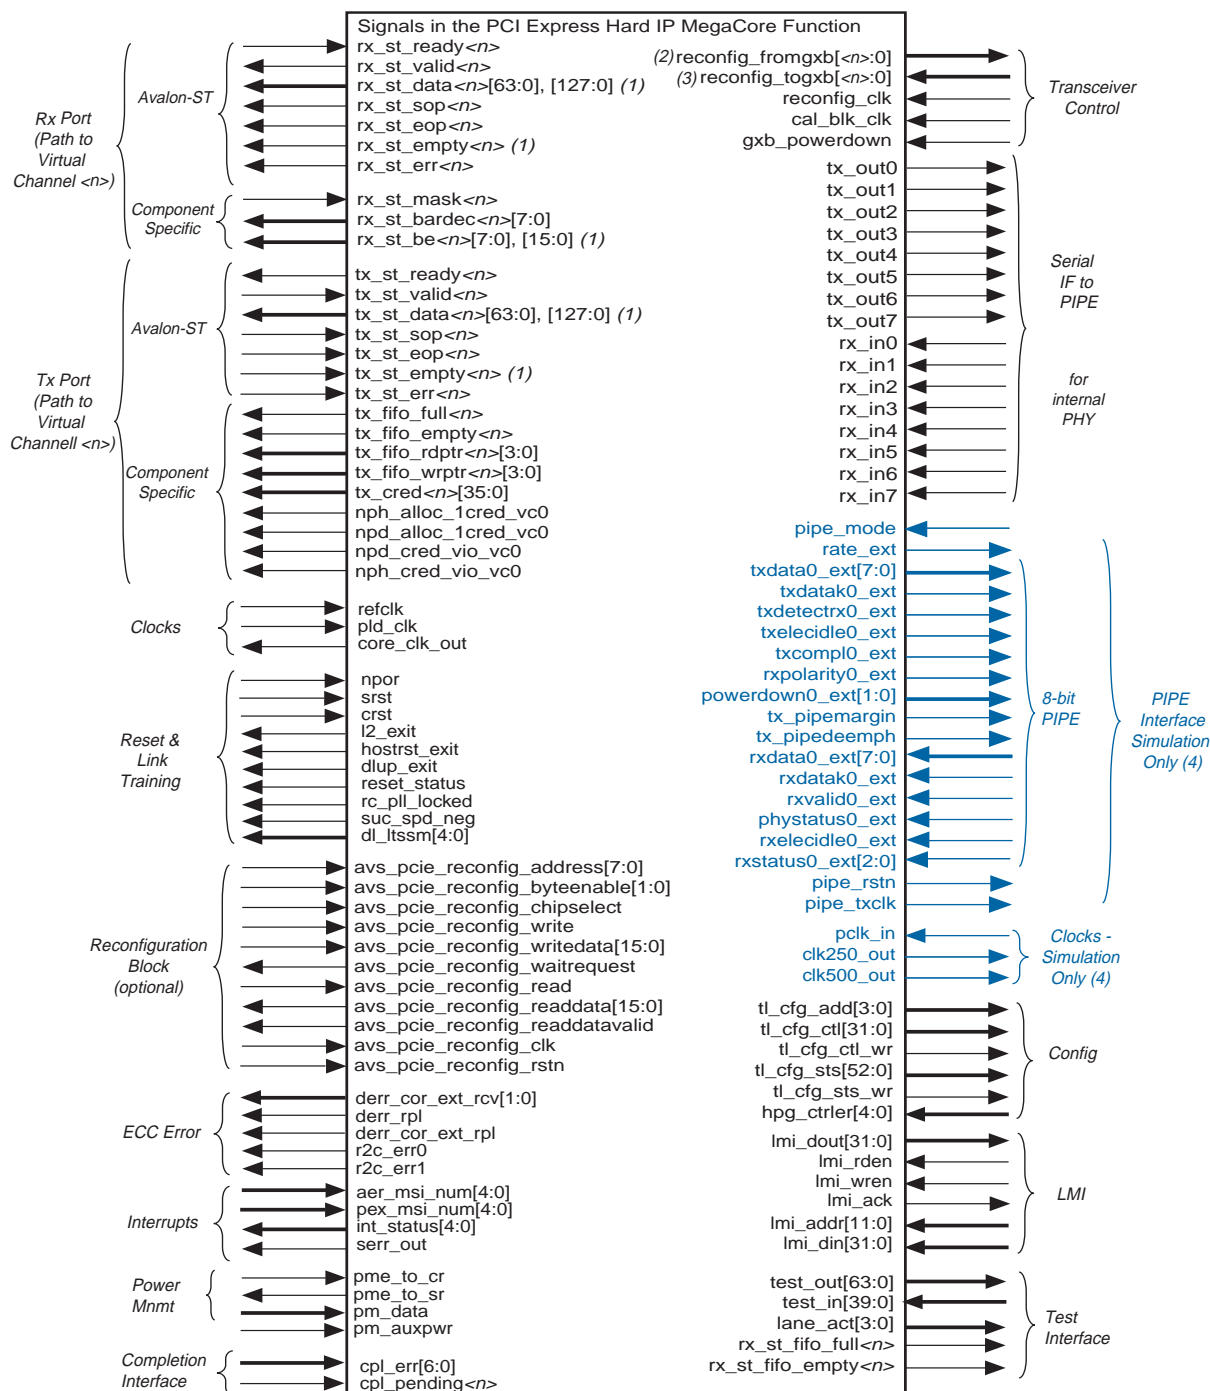 Signals in the PCI Express Hard IP MegaCore Function
Rx Port
(Path to
Virtual
Channel <n>)
Avalon-ST
rx_st_ready<n>
rx_st_valid<n>
rx_st_data<n>[63:0], [127:0] (1)
rx_st_sop<n>
rx_st_eop<n>
rx_st_empty<n> (1)
rx_st_err<n>
Component
Specific
rx_st_mask<n>
rx_st_bardec<n>[7:0]
rx_st_be<n>[7:0], [15:0] (1)
Tx Port
(Path to
Virtual
Channell <n>)
Avalon-ST
tx_st_ready<n>
tx_st_valid<n>
tx_st_data<n>[63:0], [127:0] (1)
tx_st_sop<n>
tx_st_eop<n>
tx_st_empty<n> (1)
tx_st_err<n>
Component
Specific
tx_fifo_full<n>
tx_fifo_empty<n>
tx_fifo_rdptr<n>[3:0]
tx_fifo_wrptr<n>[3:0]
tx_cred<n>[35:0]
nph_alloc_1cred_vc0
npd_alloc_1cred_vc0
npd_cred_vio_vc0
nph_cred_vio_vc0
Clocks
refclk
pld_clk
core_clk_out
Reset &
Link
Training
npor
srst
crst
l2_exit
hostrst_exit
dlup_exit
reset_status
rc_pll_locked
suc_spd_neg
dl_ltssm[4:0]
Reconfiguration
Block
(optional)
avs_pcie_reconfig_address[7:0]
avs_pcie_reconfig_byteenable[1:0]
avs_pcie_reconfig_chipselect
avs_pcie_reconfig_write
avs_pcie_reconfig_writedata[15:0]
avs_pcie_reconfig_waitrequest
avs_pcie_reconfig_read
avs_pcie_reconfig_readdata[15:0]
avs_pcie_reconfig_readdatavalid
avs_pcie_reconfig_clk
avs_pcie_reconfig_rstn
ECC Error
derr_cor_ext_rcv[1:0]
derr_rpl
derr_cor_ext_rpl
r2c_err0
r2c_err1
Interrupts
aer_msi_num[4:0]
pex_msi_num[4:0]
int_status[4:0]
serr_out
Power
Mnmt
pme_to_cr
pme_to_sr
pm_data
pm_auxpwr
Completion
Interface
cpl_err[6:0]
cpl_pending<n>
(2) reconfig_fromgxb[<n>:0]
(3) reconfig_togxb[<n>:0]
reconfig_clk
cal_blk_clk
gxb_powerdown
Transceiver
Control
tx_out0
tx_out1
tx_out2
tx_out3
tx_out4
tx_out5
tx_out6
tx_out7
rx_in0
rx_in1
rx_in2
rx_in3
rx_in4
rx_in5
rx_in6
rx_in7
Serial
IF to
PIPE
for
internal
PHY
pipe_mode
rate_ext
txdata0_ext[7:0]
txdatak0_ext
txdetectrx0_ext
txelecidle0_ext
txcompl0_ext
rxpolarity0_ext
powerdown0_ext[1:0]
tx_pipemargin
tx_pipedeemph
rxdata0_ext[7:0]
rxdatak0_ext
rxvalid0_ext
phystatus0_ext
rxelecidle0_ext
rxstatus0_ext[2:0]
pipe_rstn
pipe_txclk
8-bit
PIPE
PIPE
Interface
Simulation
Only (4)
pclk_in
clk250_out
clk500_out
Clocks -
Simulation
Only (4)
tl_cfg_add[3:0]
tl_cfg_ctl[31:0]
tl_cfg_ctl_wr
tl_cfg_sts[52:0]
tl_cfg_sts_wr
hpg_ctrler[4:0]
Config
lmi_dout[31:0]
lmi_rden
lmi_wren
lmi_ack
lmi_addr[11:0]
lmi_din[31:0]
LMI
test_out[63:0]
test_in[39:0]
lane_act[3:0]
rx_st_fifo_full<n>
rx_st_fifo_empty<n>
Test
Interface